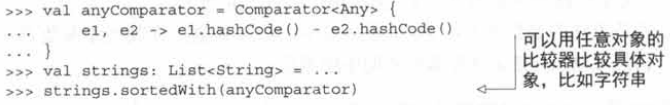 >>> val anyComparator = Comparator<Any> {
...     e1, e2 -> e1.hashCode() - e2.hashCode()
... }
>>> val strings: List<String> = ...
>>> strings.sortedWith(anyComparator)
可以用任意对象的
比较器比较具体对
象，比如字符串